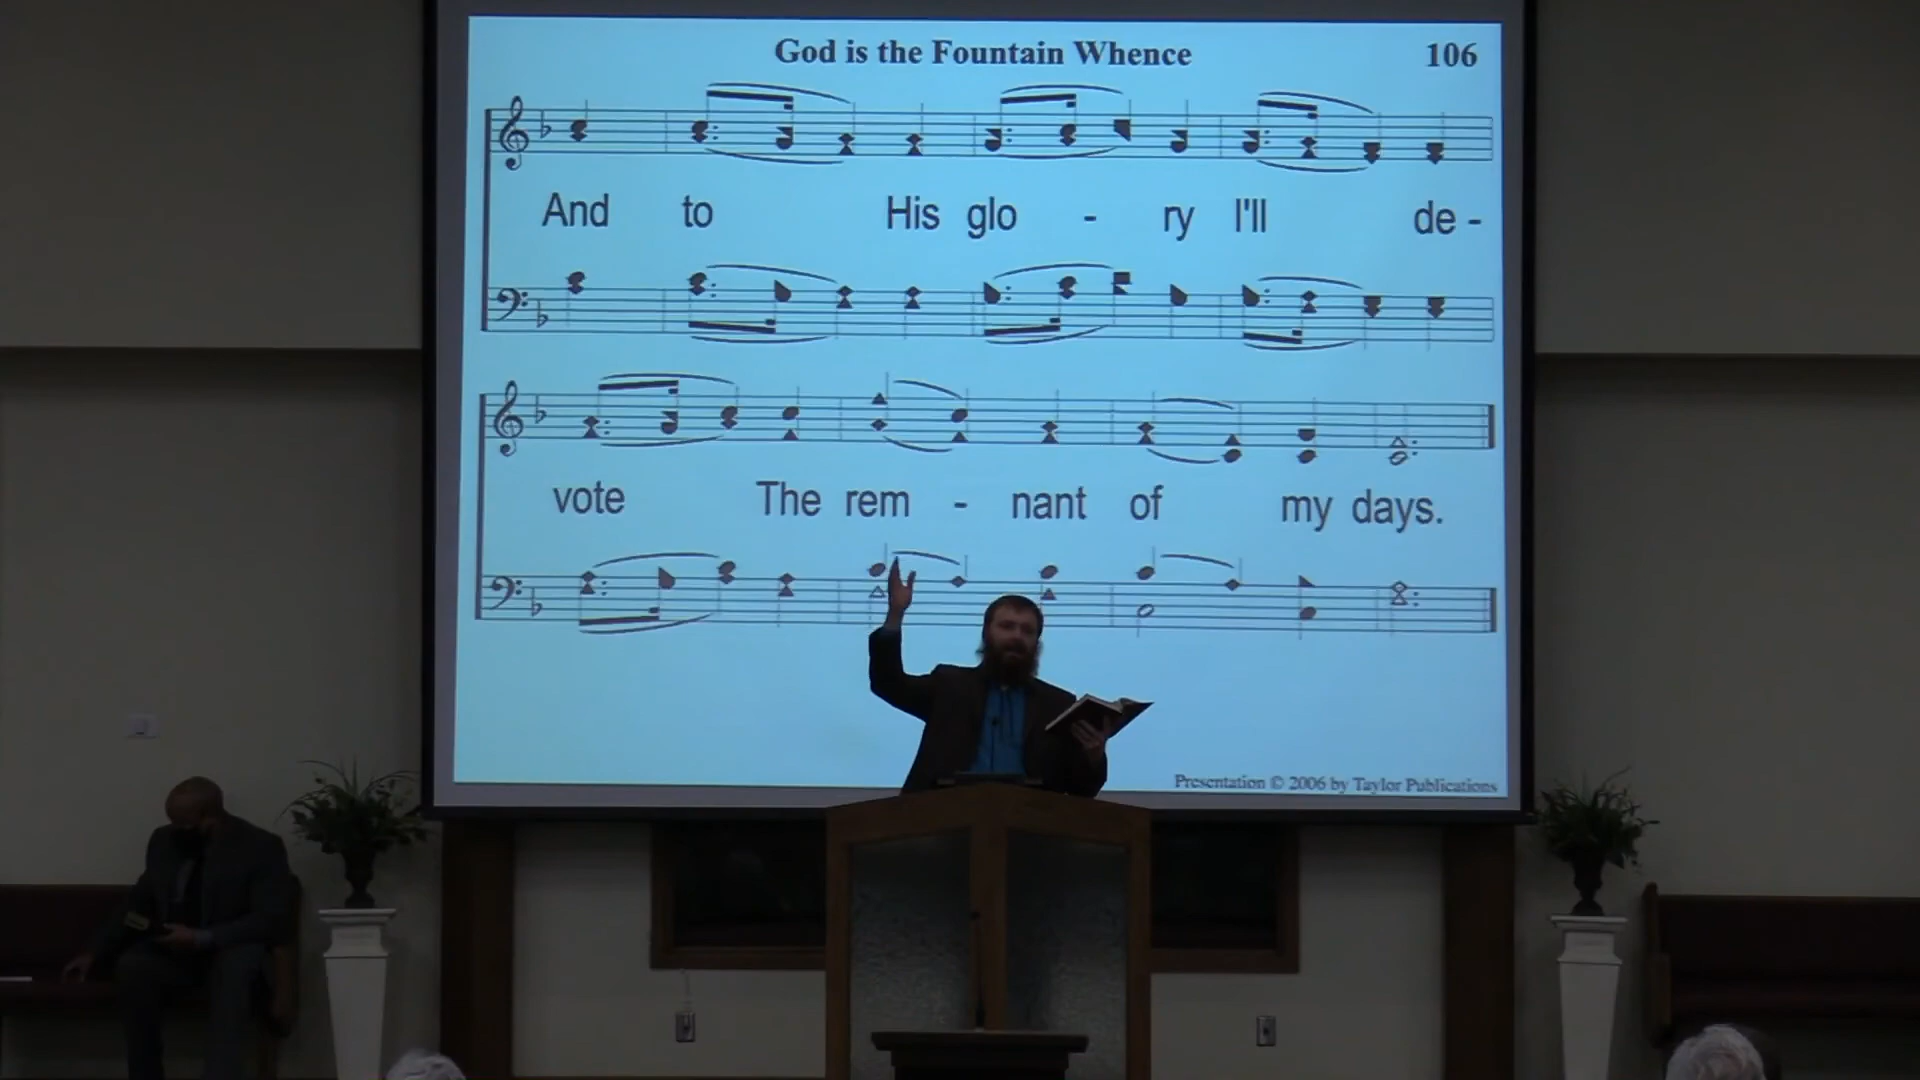 God is the Fountain Whence
106
And to His glo - ry I'll de -
vote The rem - nant of my days.
Presentation © 2006 by Taylor Publications